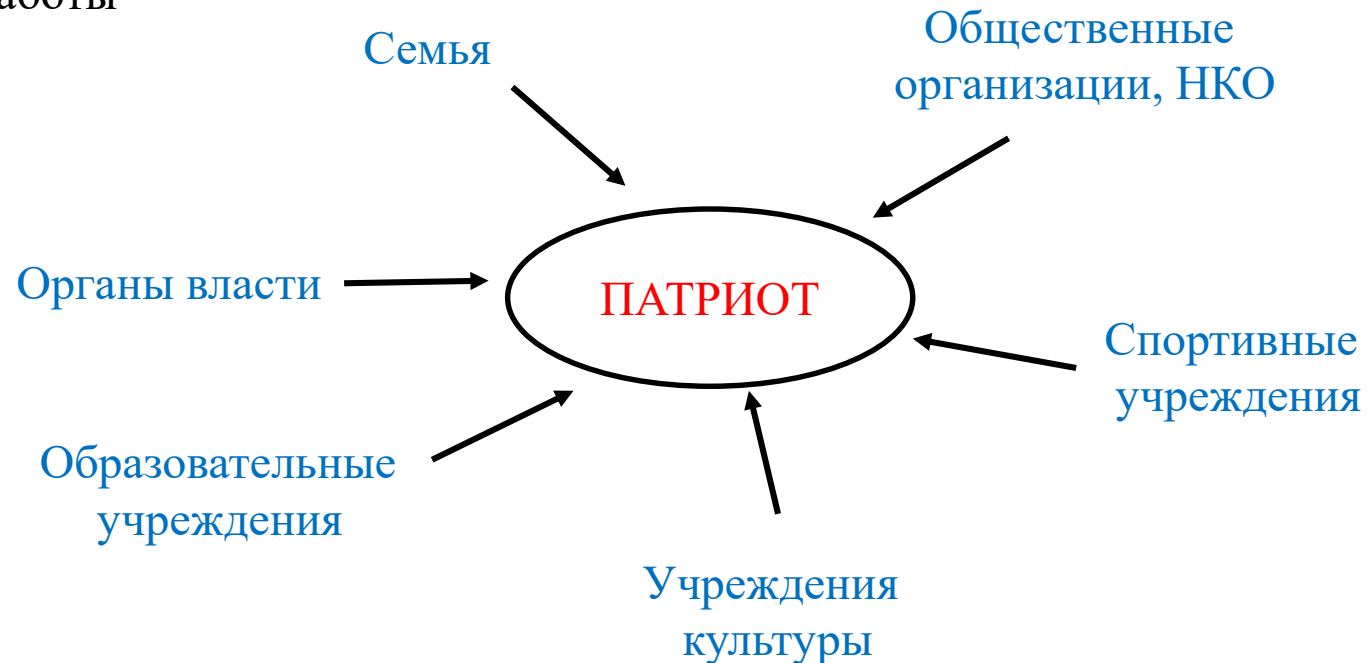 Семья
Общественные
организации, НКО
Органы власти
ПАТРИОТ
Спортивные
учреждения
Образовательные
учреждения
Учреждения
культуры